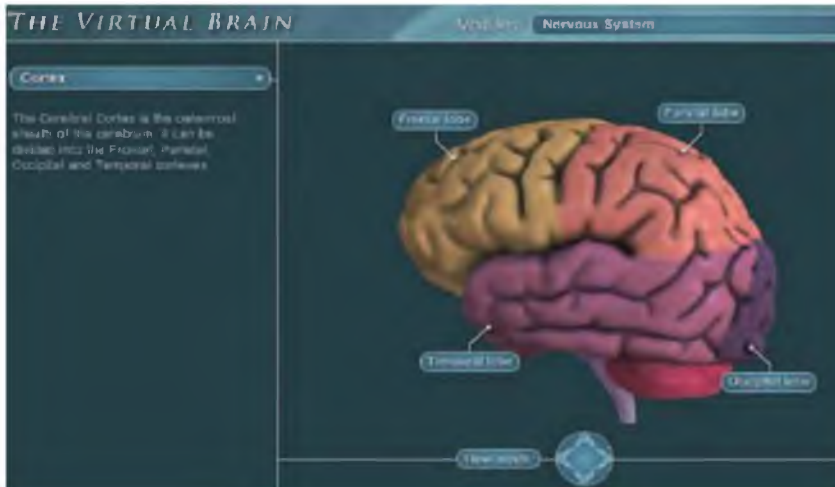 THE VIRTUAL BRAIN
Modules: Nervous System
Cortex
The Cerebral Cortex is the outermost
sheath of the cerebrum. It can be
divided into the Frontal, Parietal,
Occipital and Temporal cortexes
Frontal lobe
Parietal lobe
Temporal lobe
Occipital lobe